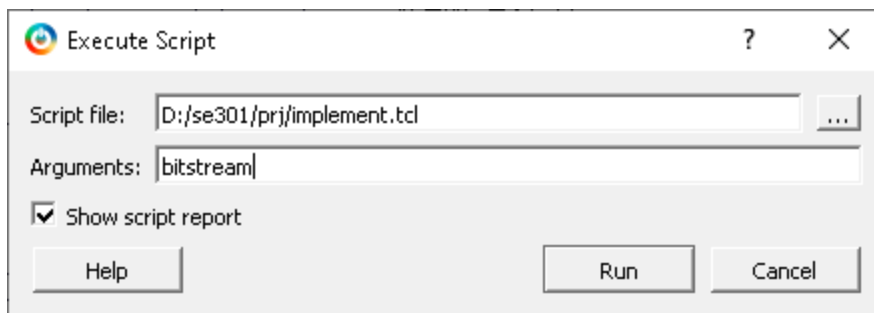 Execute Script
?
Script file:
D:/se301/prj/implement.tcl
...
Arguments:
bitstream
Show script report
Help
Run
Cancel